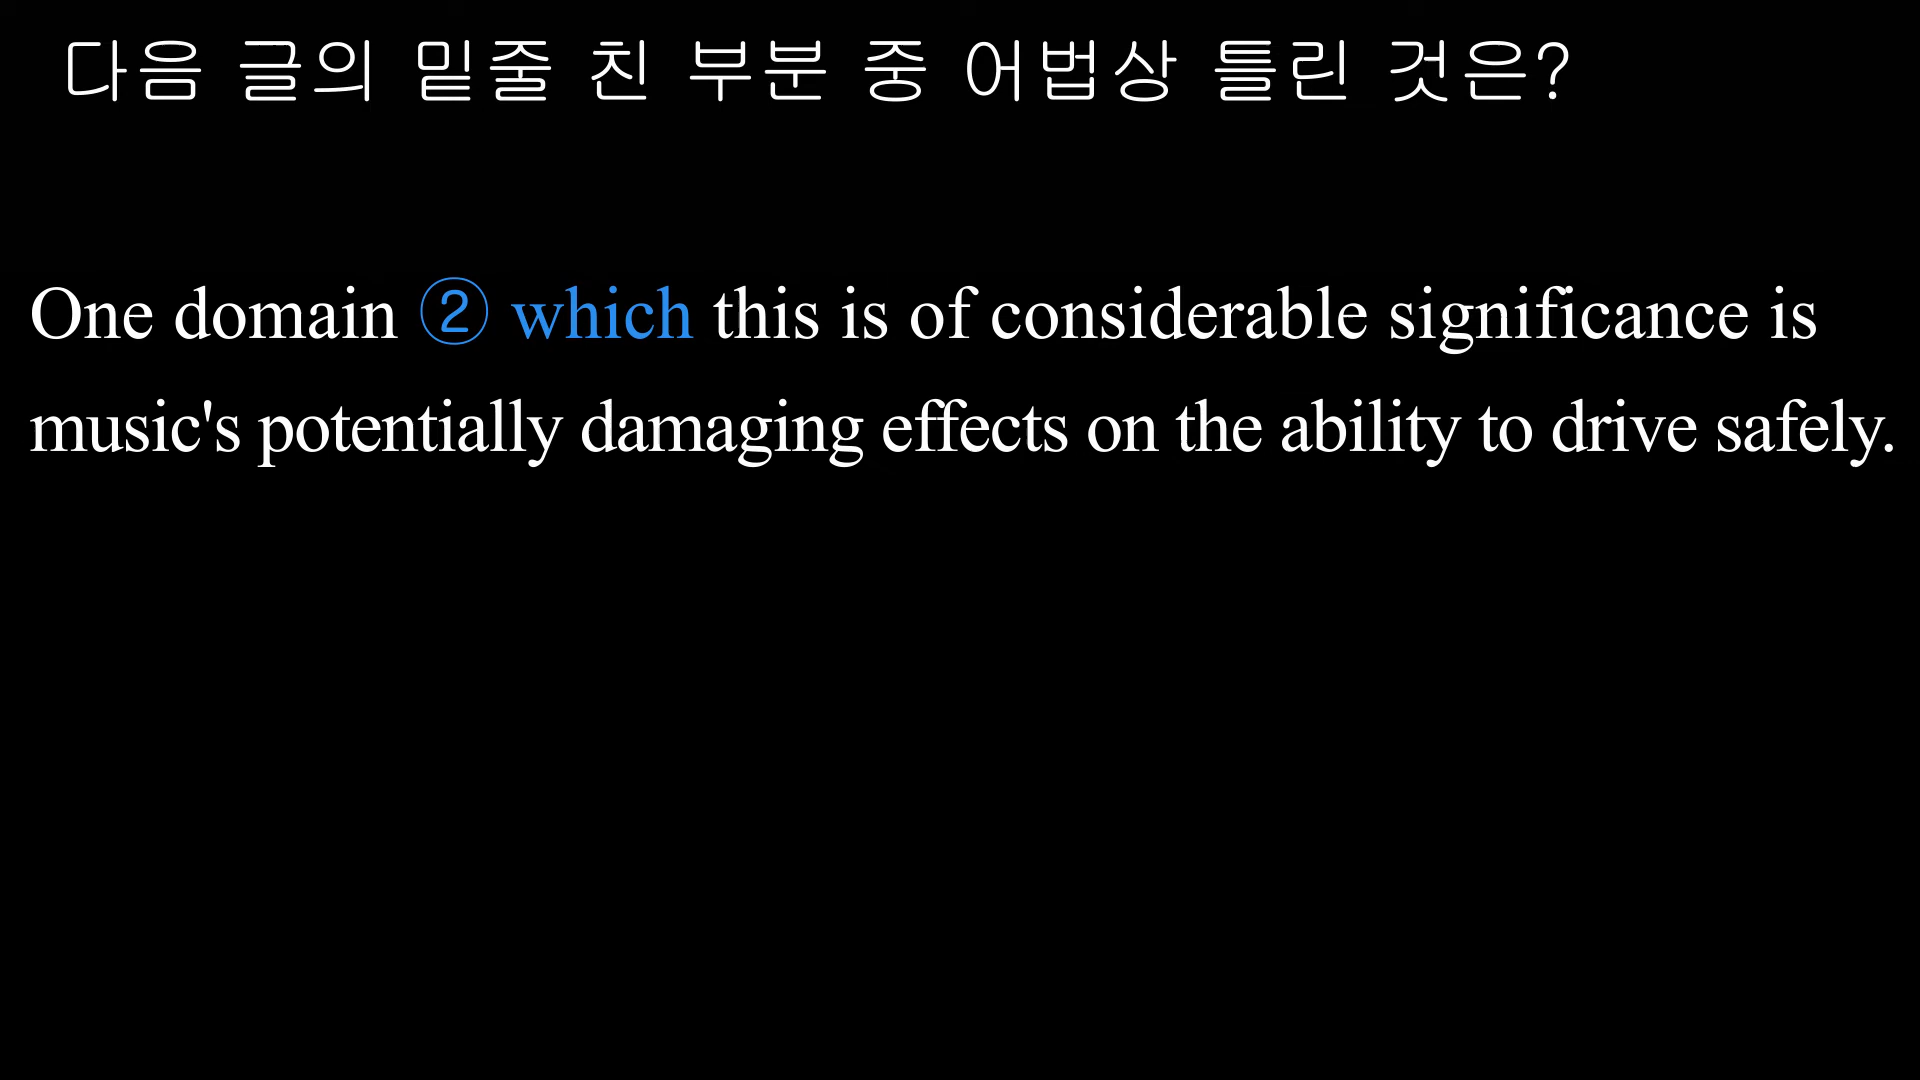 다음 글의 밑줄 친 부분 중 어법상 틀린 것은?
One domain ② which this is of considerable significance is
music's potentially damaging effects on the ability to drive safely.